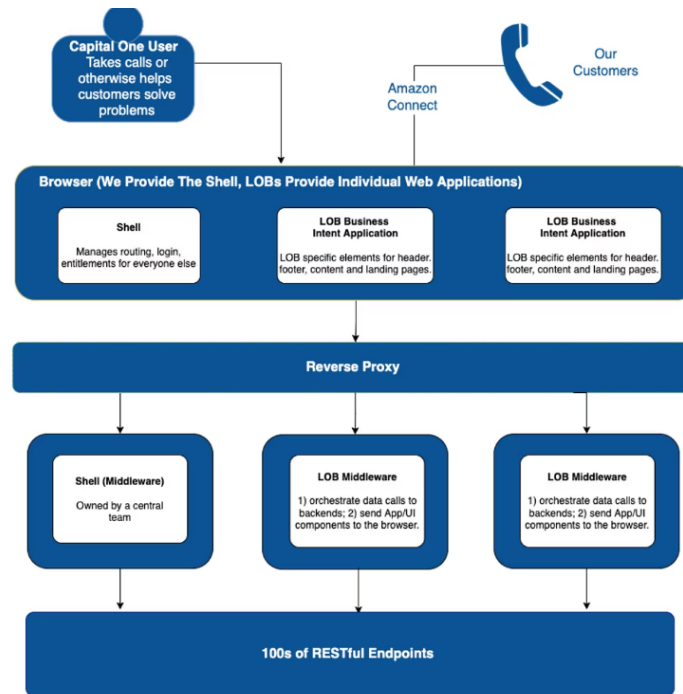 Capital One User
Takes calls or
otherwise helps
customers solve
problems
Our
Customers
Amazon
Connect
Browser (We Provide The Shell, LOBs Provide Individual Web Applications)
Shell
Manages routing, login,
entitlements for everyone else
LOB Business
Intent Application
LOB specific elements for header.
footer, content and landing pages.
LOB Business
Intent Application
LOB specific elements for header.
footer, content and landing pages.
Reverse Proxy
Shell (Middleware)
Owned by a central
team
LOB Middleware
1) orchestrate data calls to
backends; 2) send App/UI
components to the browser.
LOB Middleware
1) orchestrate data calls to
backends; 2) send App/UI
components to the browser.
100s of RESTful Endpoints